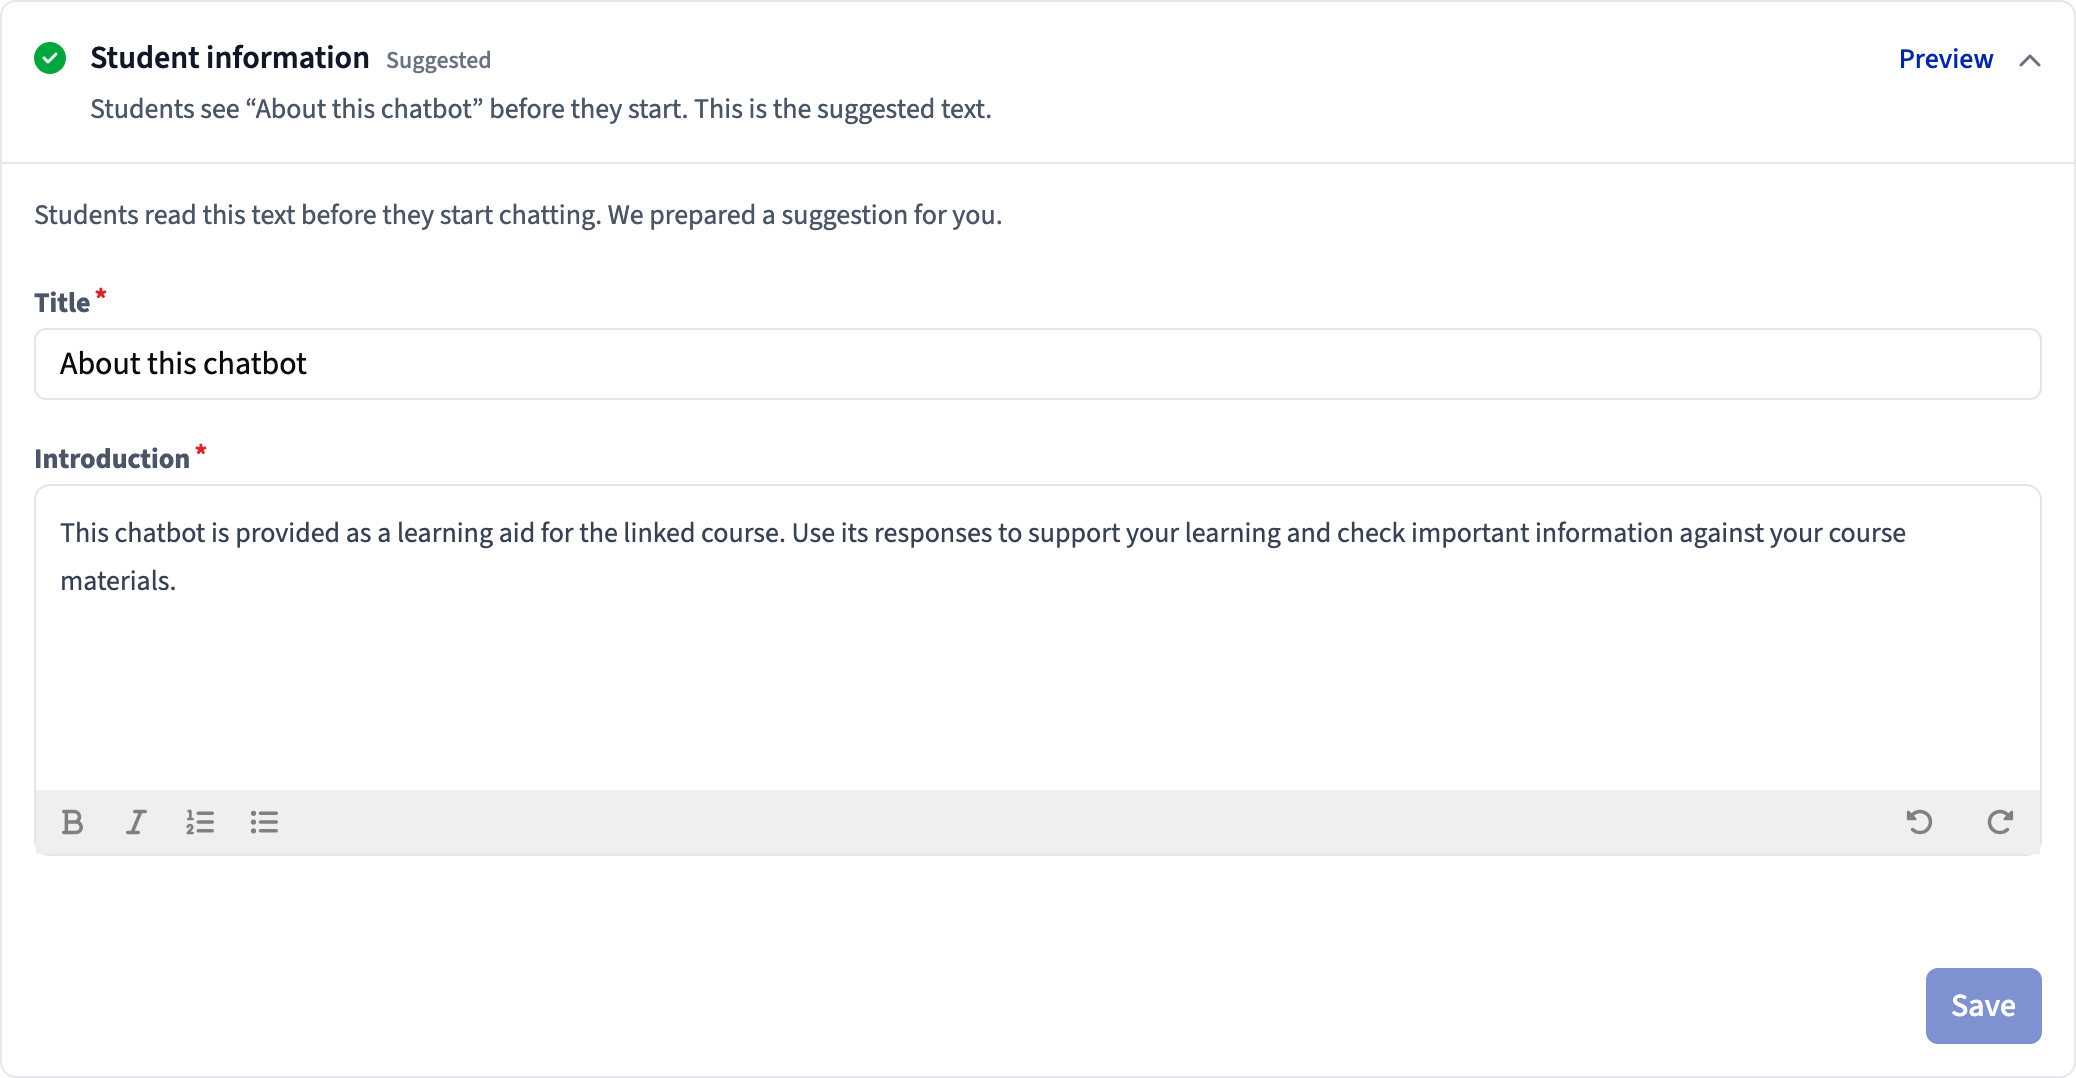 Student information Suggested
Preview
Students see “About this chatbot” before they start. This is the suggested text.
Students read this text before they start chatting. We prepared a suggestion for you.
Title *
About this chatbot
Introduction *
This chatbot is provided as a learning aid for the linked course. Use its responses to support your learning and check important information against your course
materials.
Save